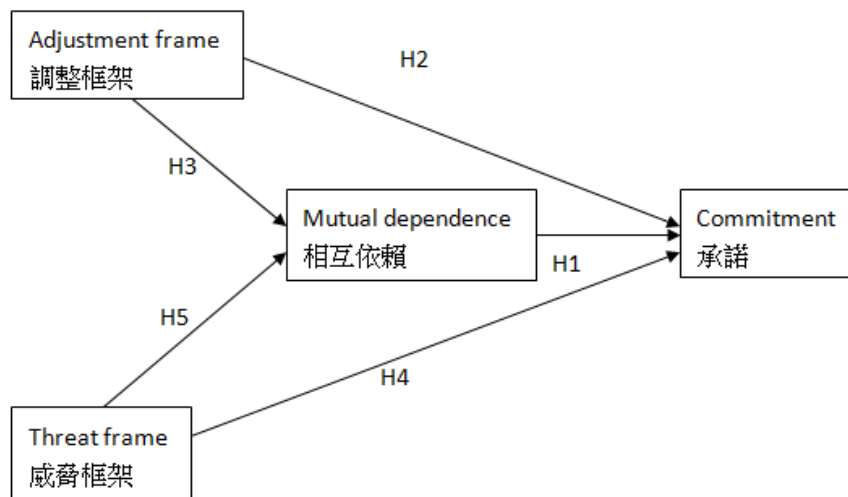 Adjustment frame
調整框架
H2
H3
Mutual dependence
相互依賴
H1
Commitment
承諾
H5
H4
Threat frame
威脅框架